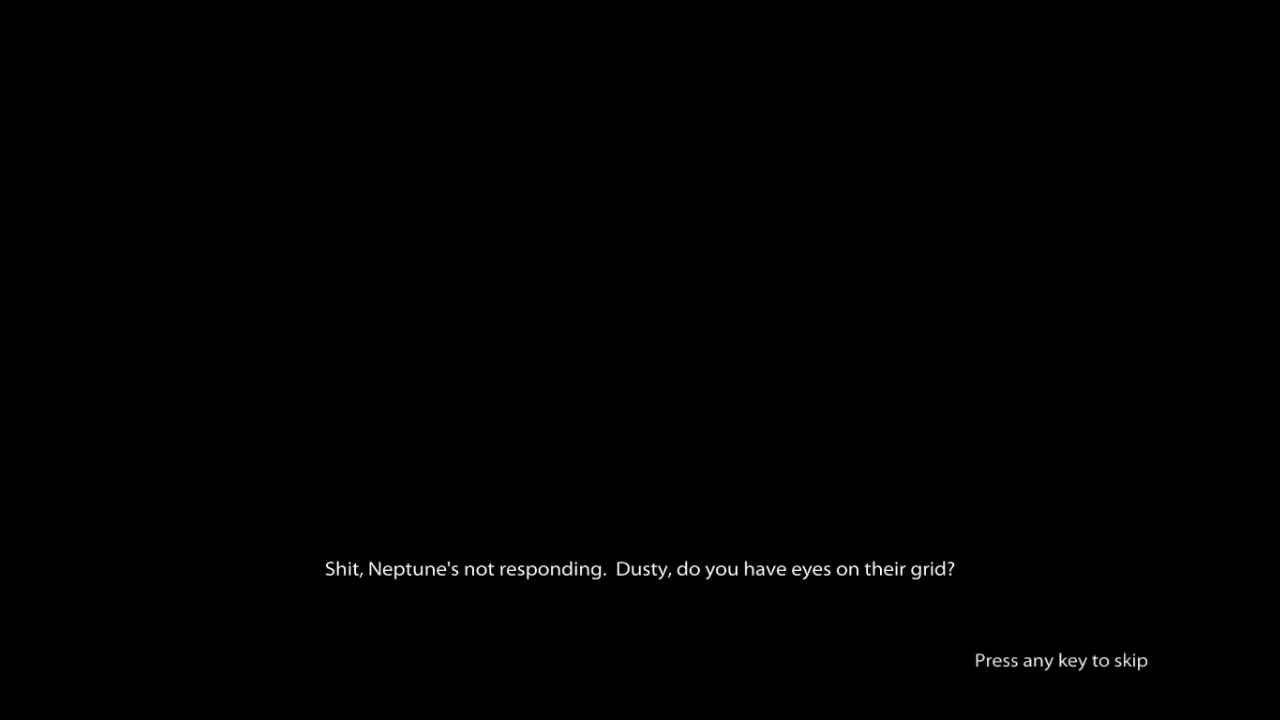 Shit, Neptune's not responding.  Dusty, do you have eyes on their grid?
Press any key to skip